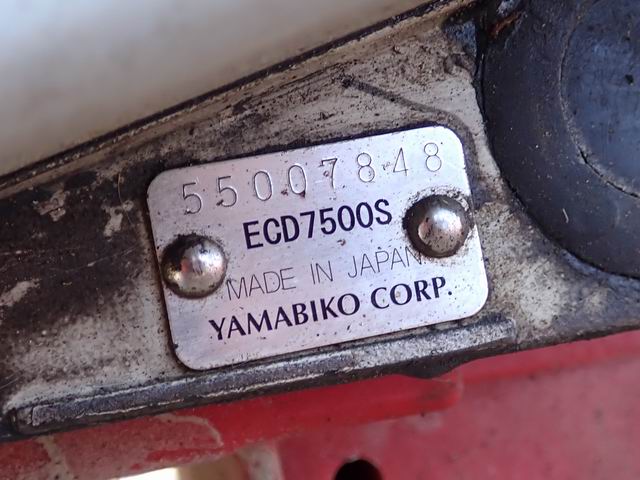 55007848
ECD7500S
MADE IN JAPAN
YAMABIKO CORP.